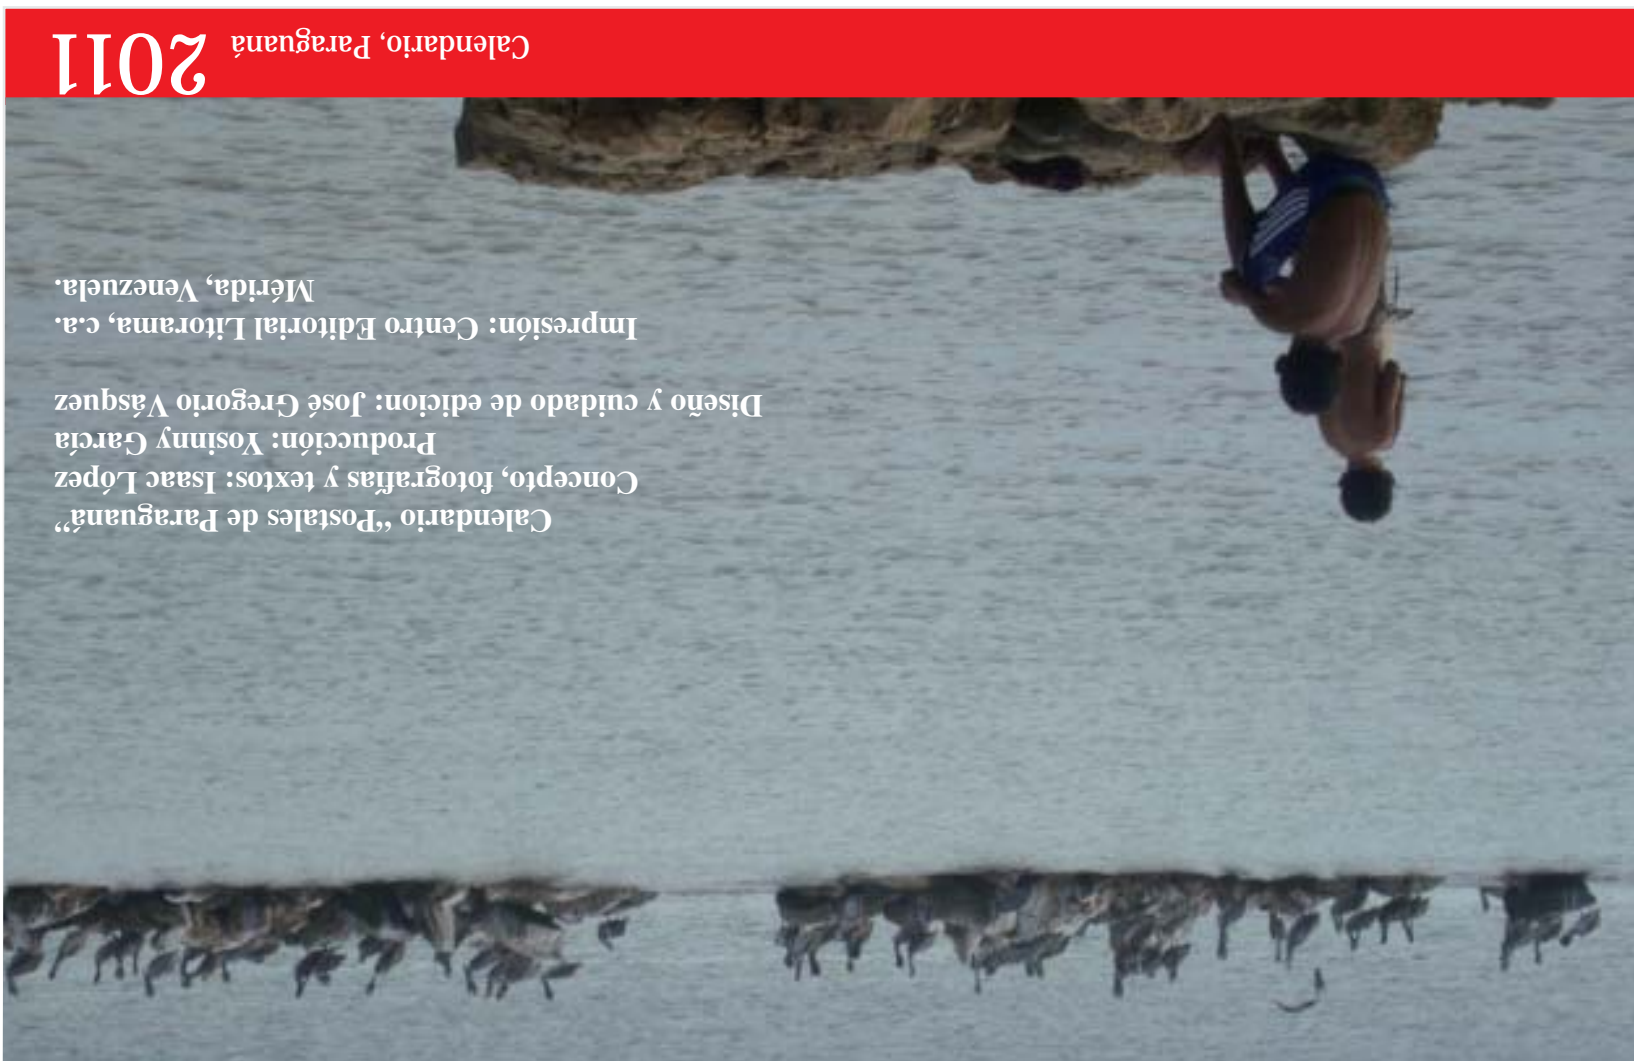 Calendario “Postales de Paraguaná”
Concepto, fotografías y textos: Isaac López
Producción: Yosinny García
Diseño y cuidado de edicion: José Gregorio Vásquez
Impresión: Centro Editorial Litorama, c.a.
Mérida, Venezuela.
Calendario, Paraguaná 2011